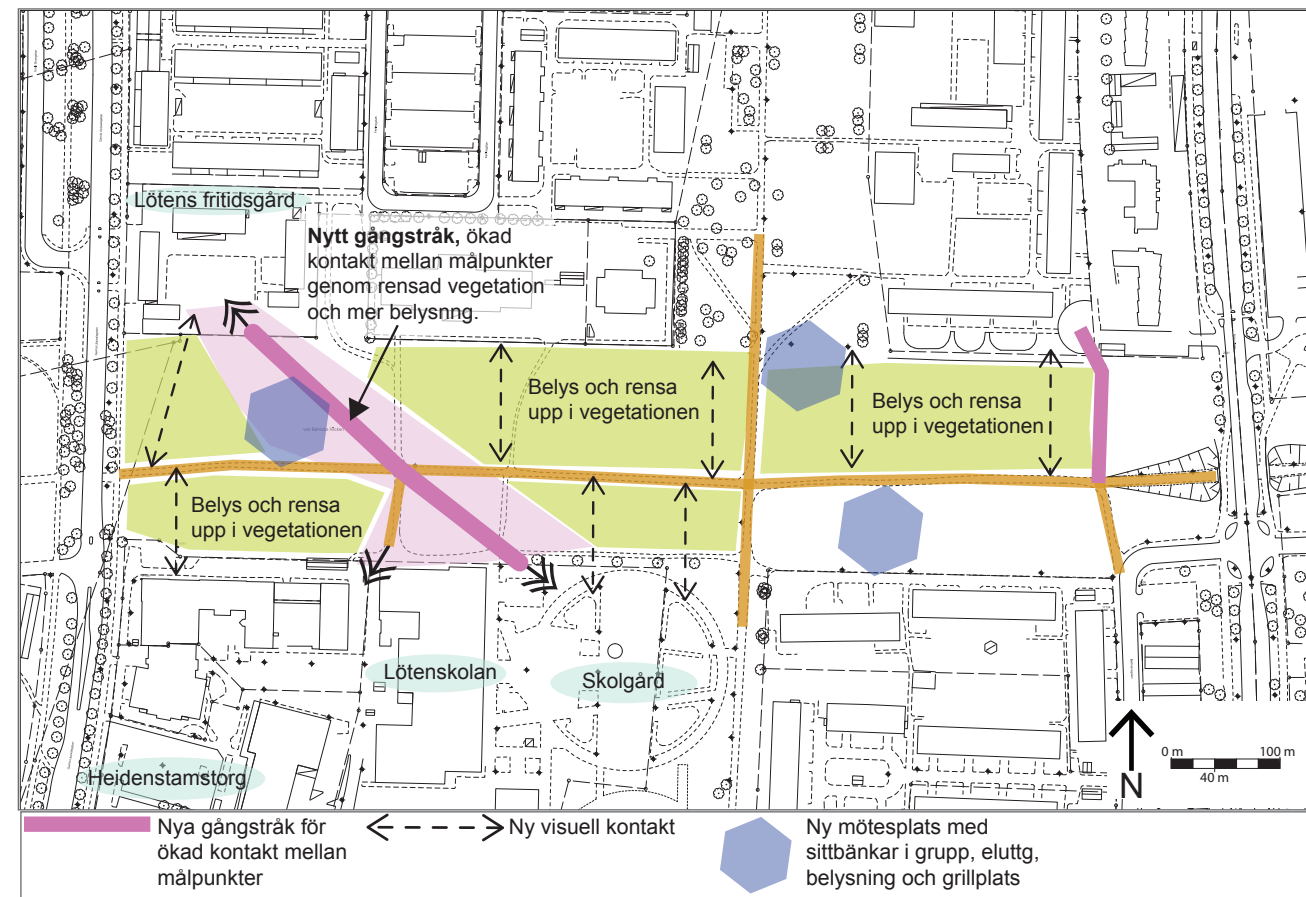 Lötens fritidsgård
Nytt gångstråk, ökad
kontakt mellan målpunkter
genom rensad vegetation
och mer belysnng.
Belys och rensa
upp i vegetationen
Belys och rensa
upp i vegetationen
Belys och rensa
upp i vegetationen
Lötenskolan
Skolgård
Heidenstamstorg
0 m 100 m
40 m
N
Nya gångstråk för
ökad kontakt mellan
målpunkter
Ny visuell kontakt
Ny mötesplats med
sittbänkar i grupp, eluttg,
belysning och grillplats